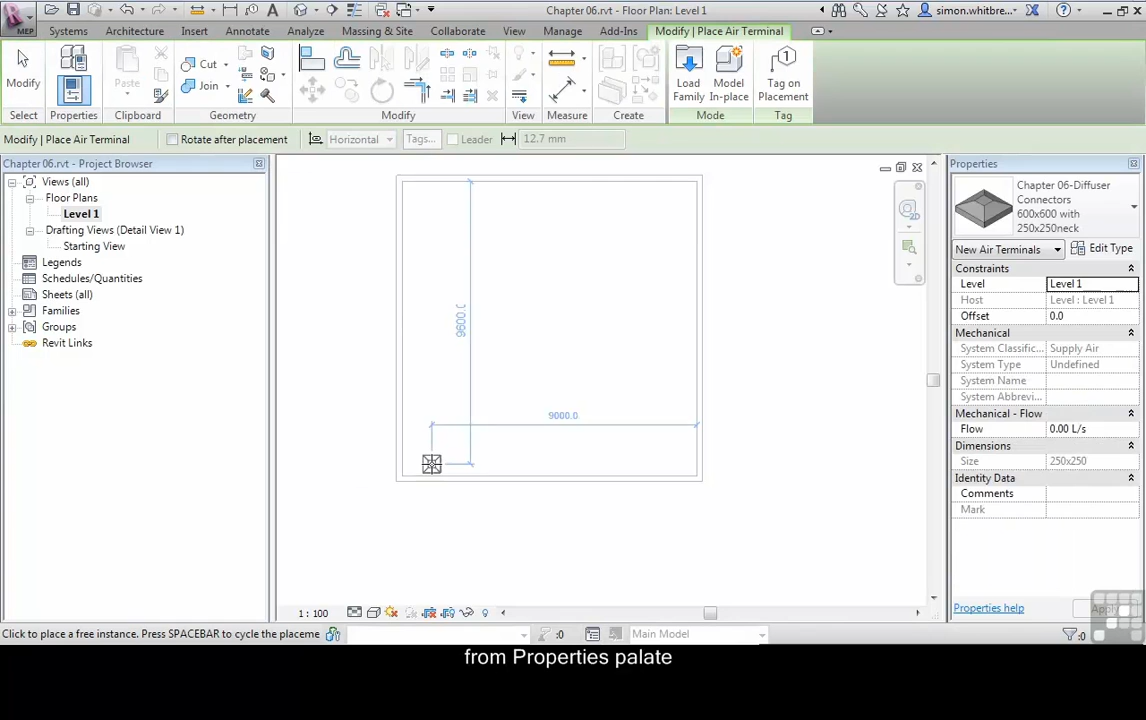 Chapter 06.rvt - Floor Plan: Level 1
simon.whitbre...
MEP
Systems Architecture Insert Annotate Analyze Massing & Site Collaborate View Manage Add-Ins Modify | Place Air Terminal
Modify
Paste
Cut
Join
Load Family
Model In-place
Tag on Placement
Select Properties Clipboard Geometry Modify View Measure Create Mode Tag
Modify | Place Air Terminal Rotate after placement Horizontal Tags... Leader 12.7 mm
Chapter 06.rvt - Project Browser
Views (all)
Floor Plans
Level 1
Drafting Views (Detail View 1)
Starting View
Legends
Schedules/Quantities
Sheets (all)
Families
Groups
Revit Links
9600.0
9000.0
2D
Properties
Chapter 06-Diffuser
Connectors
600x600 with
250x250neck
New Air Terminals Edit Type
Constraints
Level Level 1
Host Level : Level 1
Offset 0.0
Mechanical
System Classific... Supply Air
System Type Undefined
System Name
System Abbrevi...
Mechanical - Flow
Flow 0.00 L/s
Dimensions
Size 250x250
Identity Data
Comments
Mark
Properties help Apply
1 : 100
Click to place a free instance. Press SPACEBAR to cycle the placeme :0 Main Model :0
from Properties palate